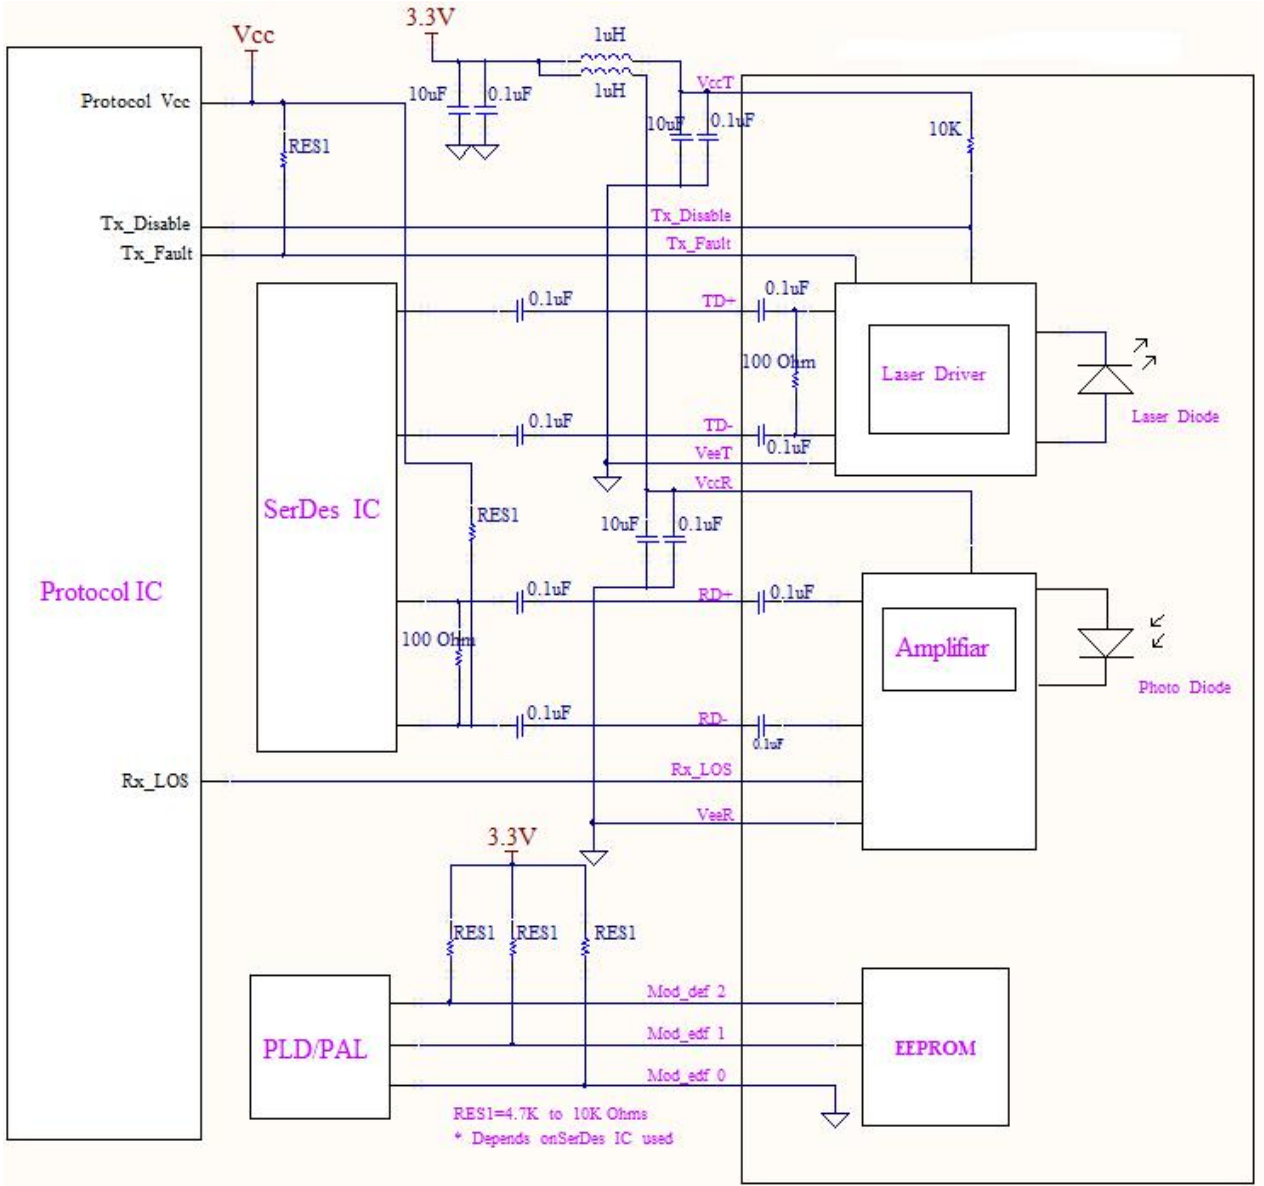 3.3V
Vcc
1uH
1uH
VccT
Protocol Vcc
10uF
0.1uF
10uF
0.1uF
10K
RES1
Tx_Disable
Tx_Disable
Tx_Fault
Tx_Fault
0.1uF
0.1uF
TD+
100 Ohm
Laser Driver
Laser Diode
0.1uF
TD-
0.1uF
VeeT
VccR
SerDes IC
RES1
10uF
0.1uF
Protocol IC
0.1uF
RD+
0.1uF
100 Ohm
Amplifiar
Photo Diode
0.1uF
RD-
0.1uF
Rx_LOS
Rx_LOS
VeeR
3.3V
RES1
RES1
RES1
Mod_def 2
Mod_edf 1
PLD/PAL
EEPROM
Mod_edf 0
RES1=4.7K to 10K Ohms
* Depends onSerDes IC used